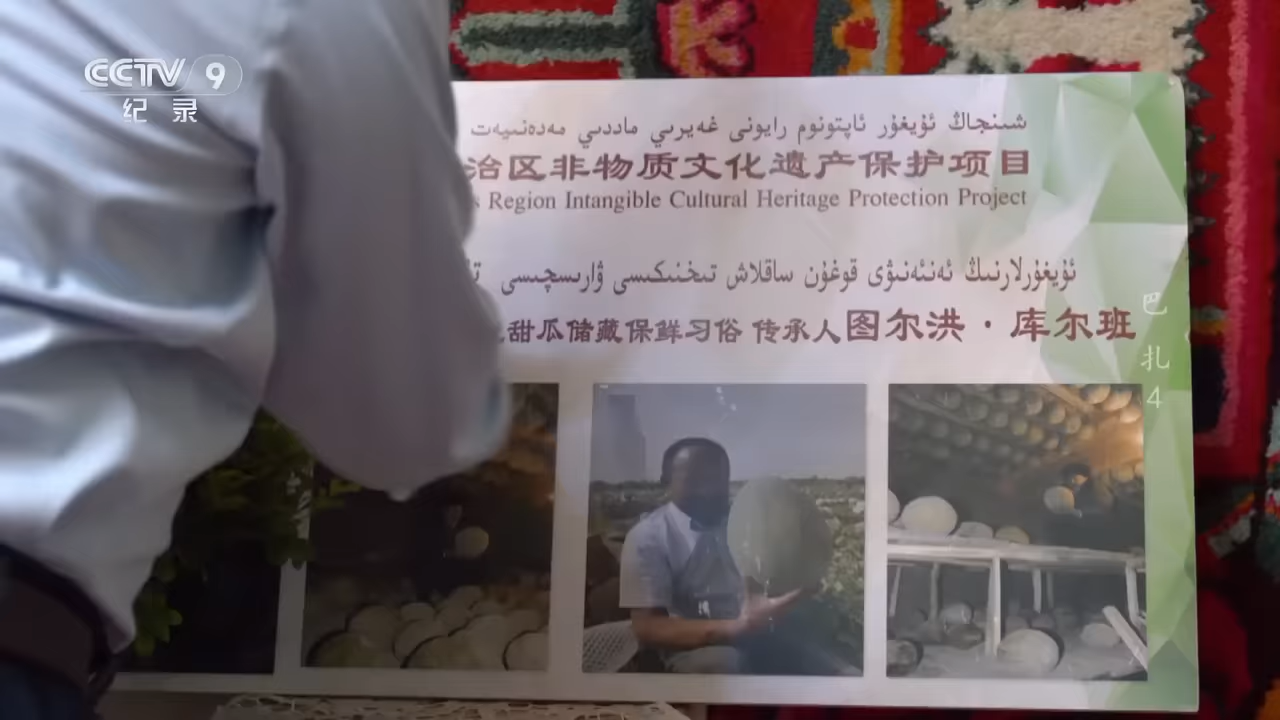 CCTV 9
纪录
شىنجاڭ ئۇيغۇر ئاپتونوم رايونى غەيرىي ماددىي مەدەنىيەت
治区非物质文化遗产保护项目
Region Intangible Cultural Heritage Protection Project
ئۇيغۇرلارنىڭ ئەنئەنىۋى قوغۇن ساقلاش تىخنىكىسى ۋارىسچىسى
甜瓜储藏保鲜习俗 传承人图尔洪·库尔班
巴扎4